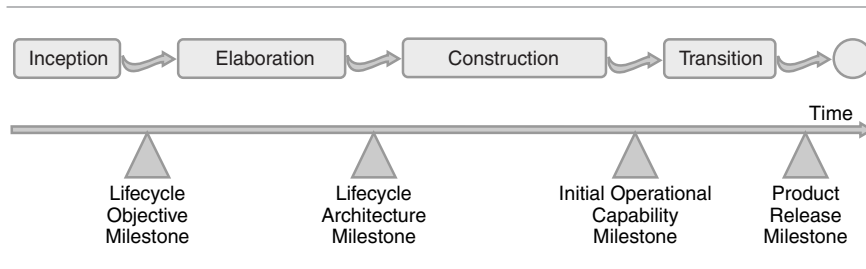 Inception
Elaboration
Construction
Transition
Time
Lifecycle
Objective
Milestone
Lifecycle
Architecture
Milestone
Initial Operational
Capability
Milestone
Product
Release
Milestone